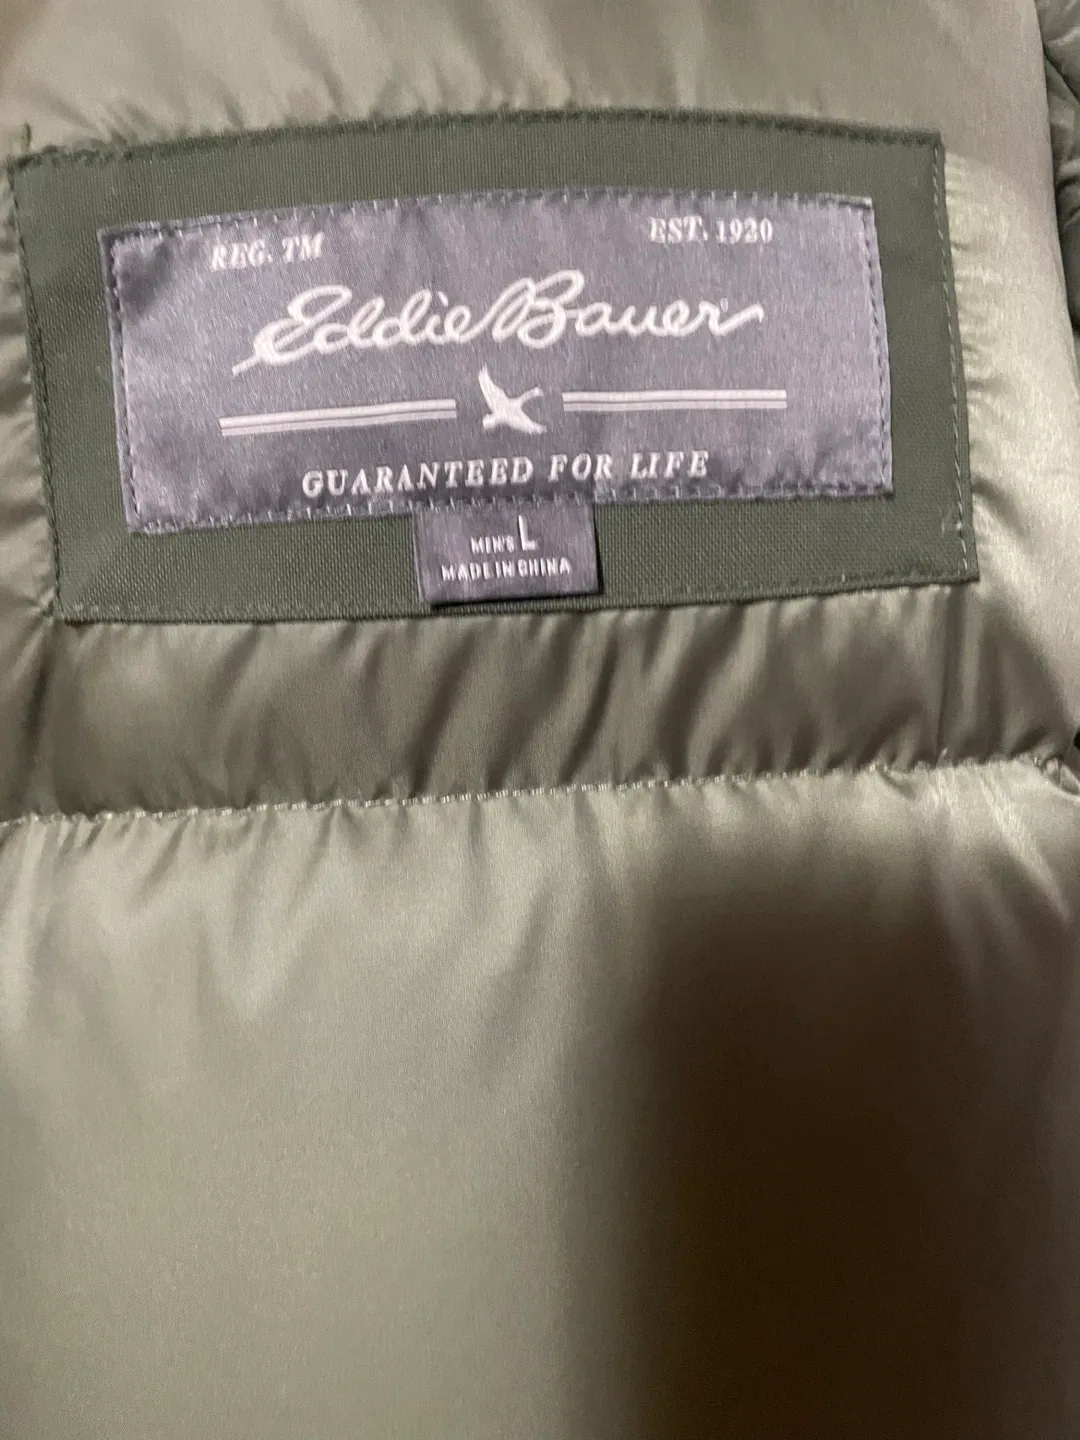 REG. TM
EST. 1920
Eddie Bauer
GUARANTEED FOR LIFE
MEN'S L
MADE IN CHINA